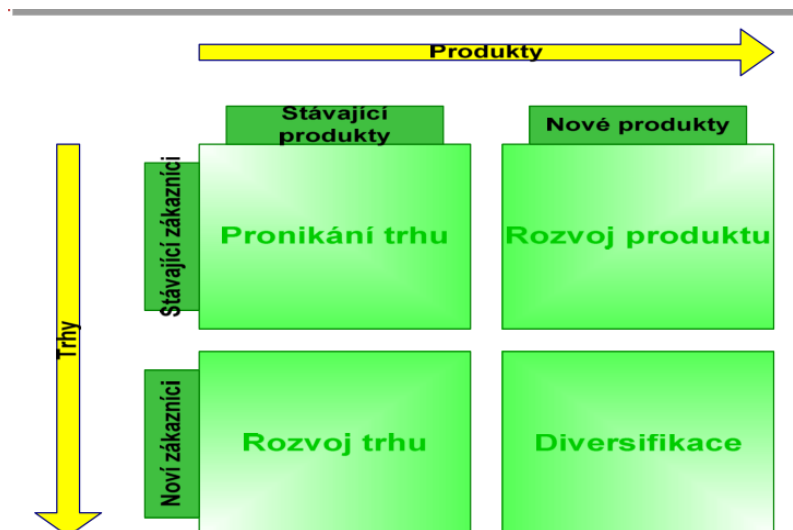 Produkty
Stávající
produkty
Nové produkty
Trhy
Stávající zákazníci
Pronikání trhu
Rozvoj produktu
Noví zákazníci
Rozvoj trhu
Diversifikace